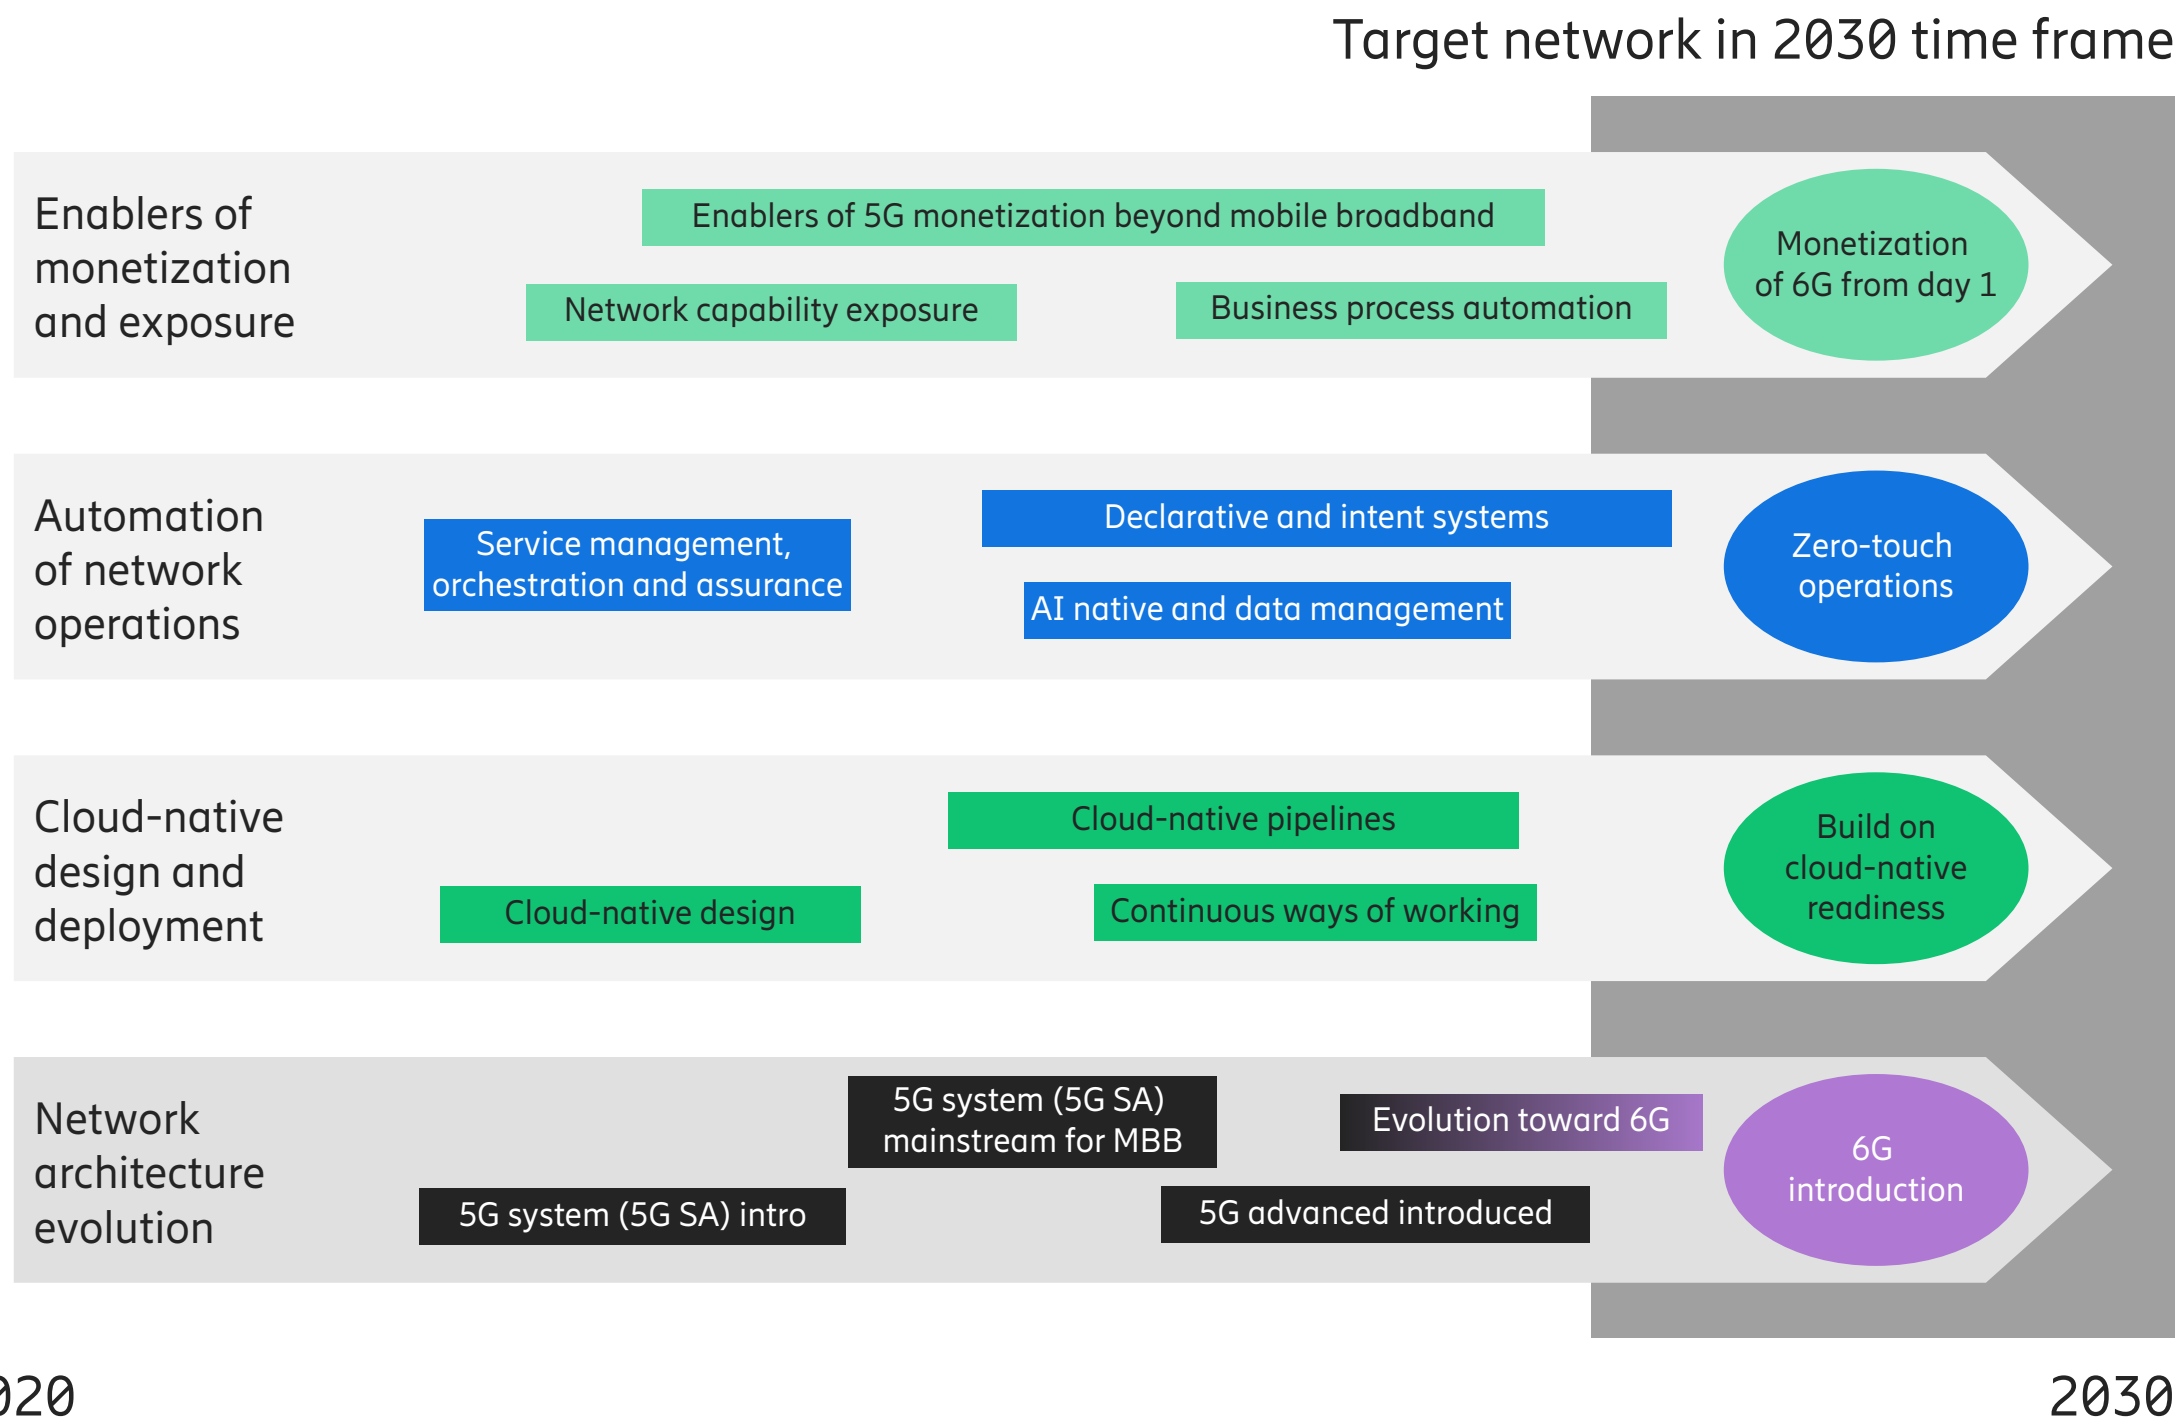 Target network in 2030 time frame
Enablers of
monetization
and exposure
Enablers of 5G monetization beyond mobile broadband
Network capability exposure
Business process automation
Monetization
of 6G from day 1
Automation
of network
operations
Service management,
orchestration and assurance
Declarative and intent systems
AI native and data management
Zero-touch
operations
Cloud-native
design and
deployment
Cloud-native pipelines
Cloud-native design
Continuous ways of working
Build on
cloud-native
readiness
Network
architecture
evolution
5G system (5G SA)
mainstream for MBB
5G system (5G SA) intro
Evolution toward 6G
5G advanced introduced
6G
introduction
020
2030